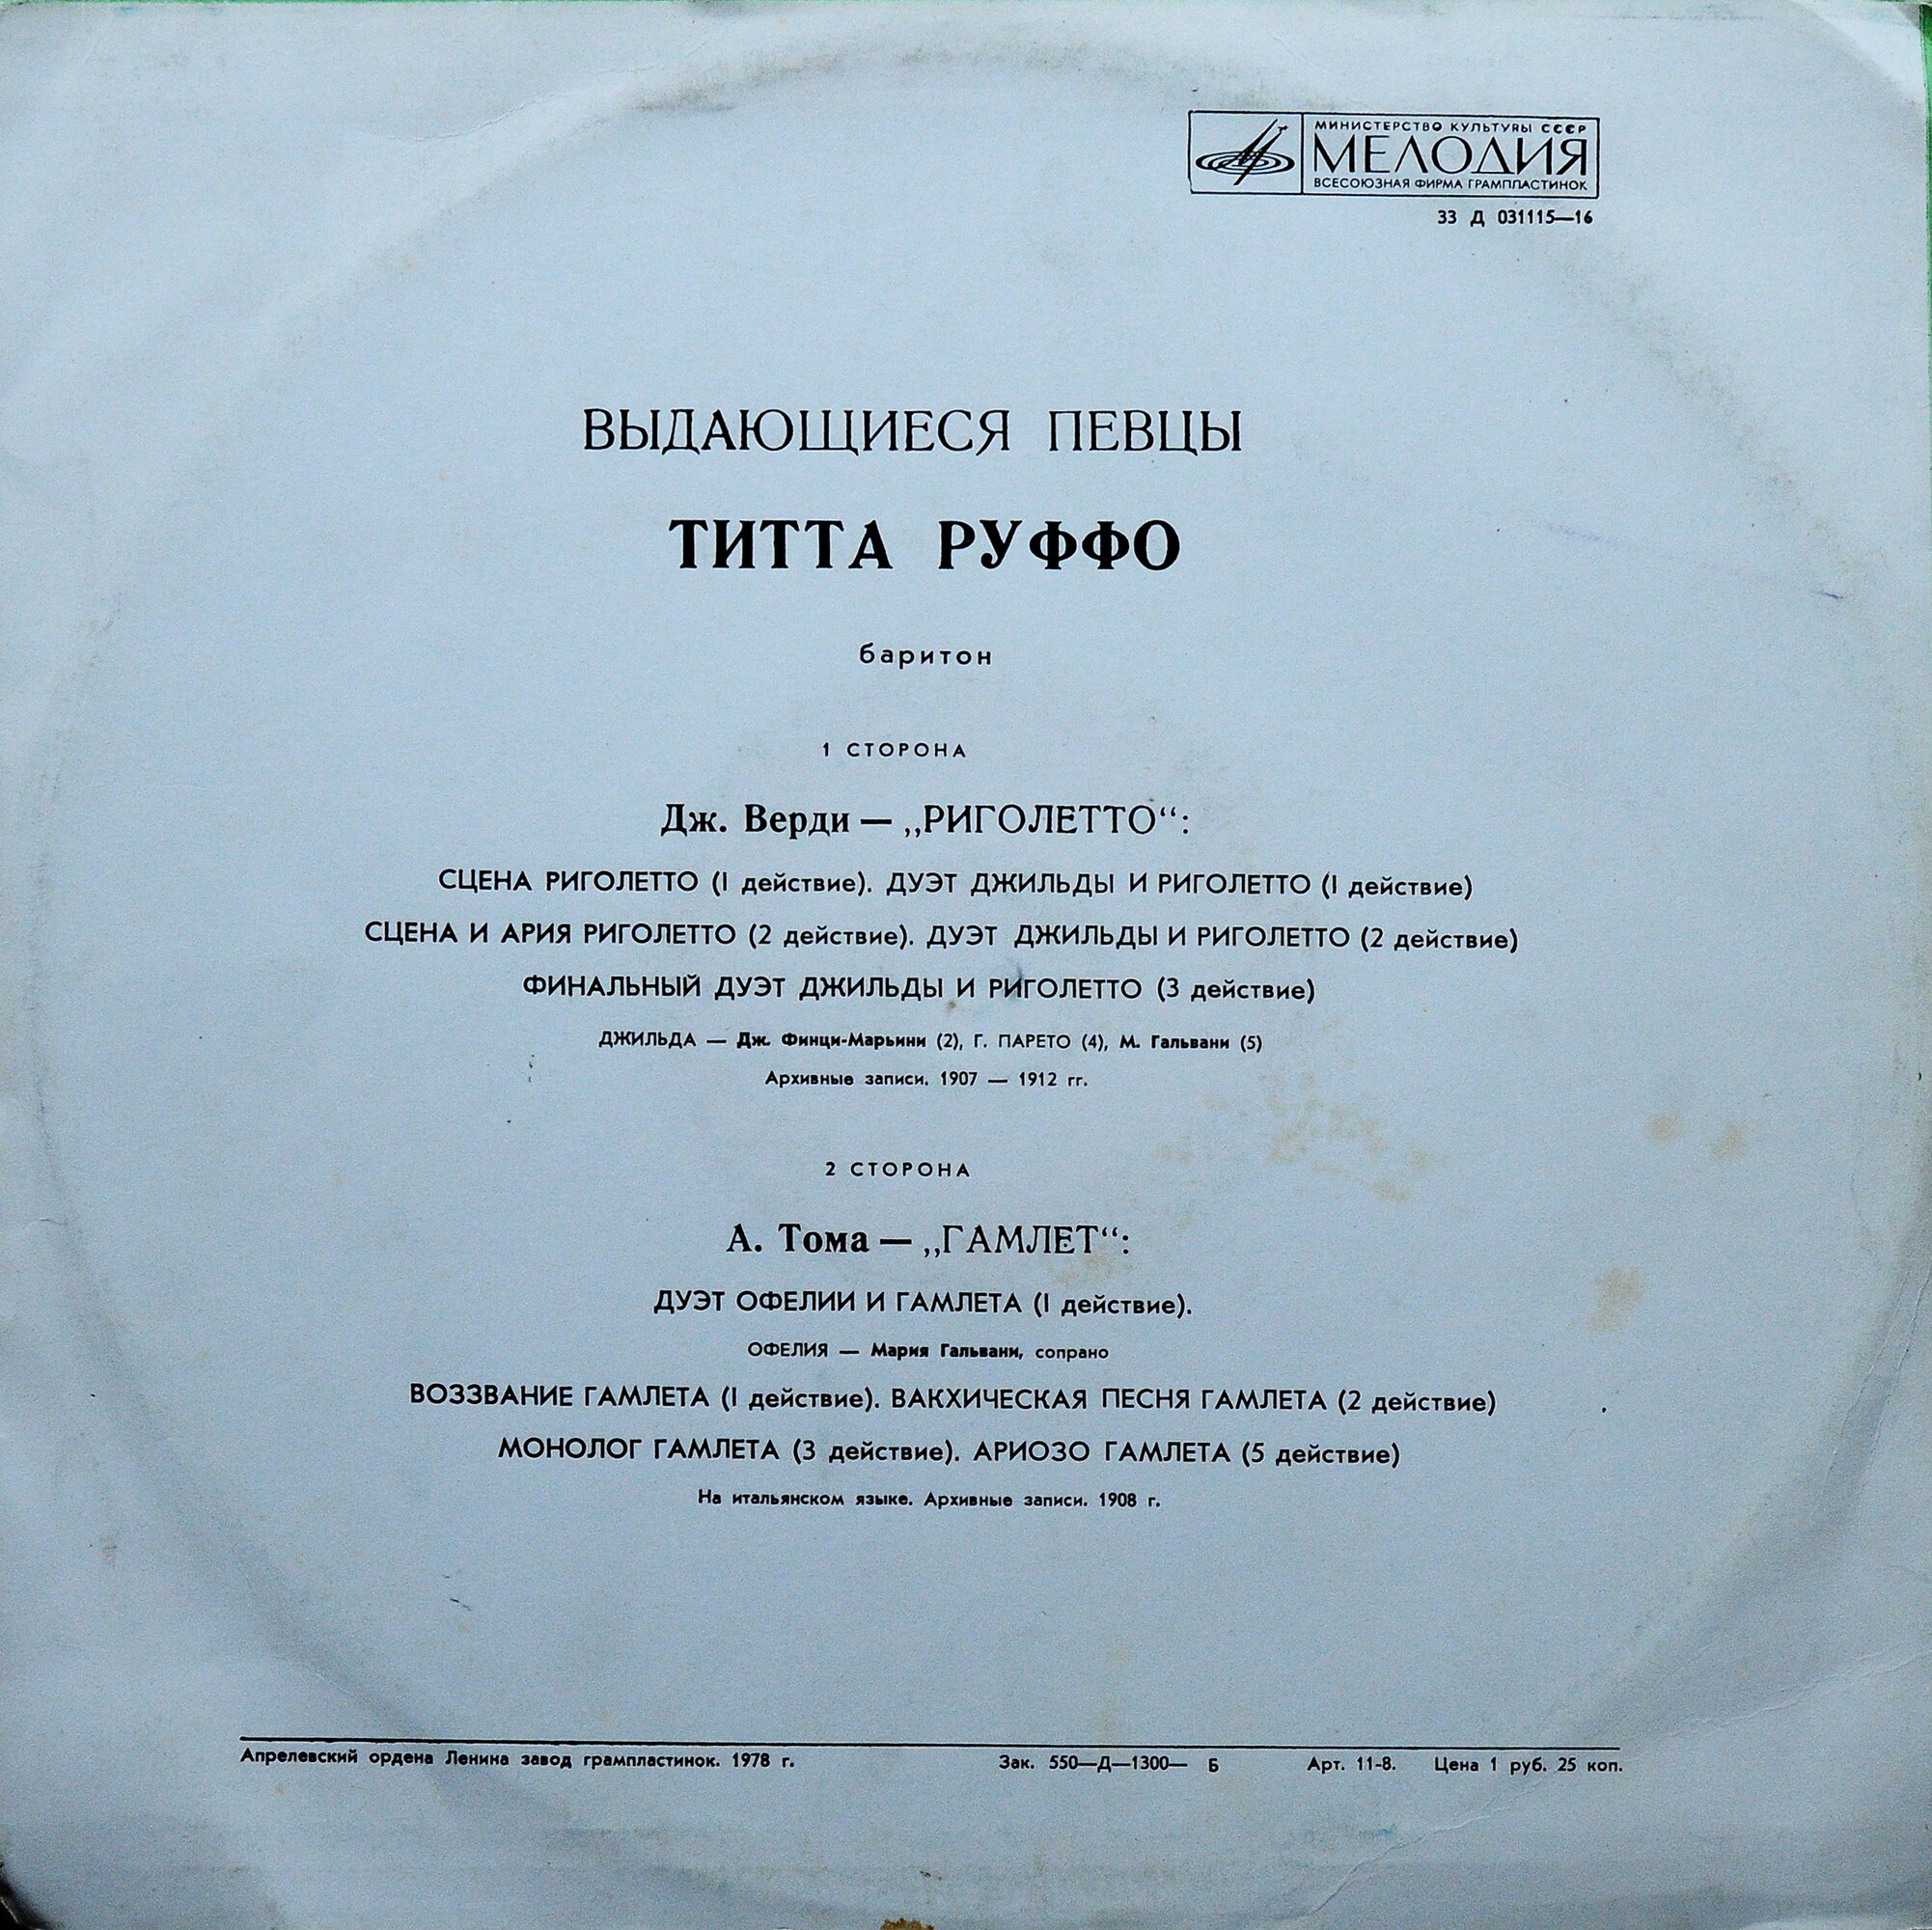 МИНИСТЕРСТВО КУЛЬТУРЫ СССР
МЕЛОДИЯ
ВСЕСОЮЗНАЯ ФИРМА ГРАМПЛАСТИНОК
33 Д 031115—16
ВЫДАЮЩИЕСЯ ПЕВЦЫ
ТИТТА РУФФО
баритон
1 СТОРОНА
Дж. Верди — „РИГОЛЕТТО“:
СЦЕНА РИГОЛЕТТО (I действие). ДУЭТ ДЖИЛЬДЫ И РИГОЛЕТТО (I действие)
СЦЕНА И АРИЯ РИГОЛЕТТО (2 действие). ДУЭТ ДЖИЛЬДЫ И РИГОЛЕТТО (2 действие)
ФИНАЛЬНЫЙ ДУЭТ ДЖИЛЬДЫ И РИГОЛЕТТО (3 действие)
ДЖИЛЬДА — Дж. Финци-Марьини (2), Г. ПАРЕТО (4), М. Гальвани (5)
Архивные записи. 1907 — 1912 гг.
2 СТОРОНА
А. Тома — „ГАМЛЕТ“:
ДУЭТ ОФЕЛИИ И ГАМЛЕТА (I действие).
ОФЕЛИЯ — Мария Гальвани, сопрано
ВОЗЗВАНИЕ ГАМЛЕТА (I действие). ВАКХИЧЕСКАЯ ПЕСНЯ ГАМЛЕТА (2 действие)
МОНОЛОГ ГАМЛЕТА (3 действие). АРИОЗО ГАМЛЕТА (5 действие)
На итальянском языке. Архивные записи. 1908 г.
Апрелевский ордена Ленина завод грампластинок. 1978 г. Зак. 550—Д—1300— Б Арт. 11-8. Цена 1 руб. 25 коп.